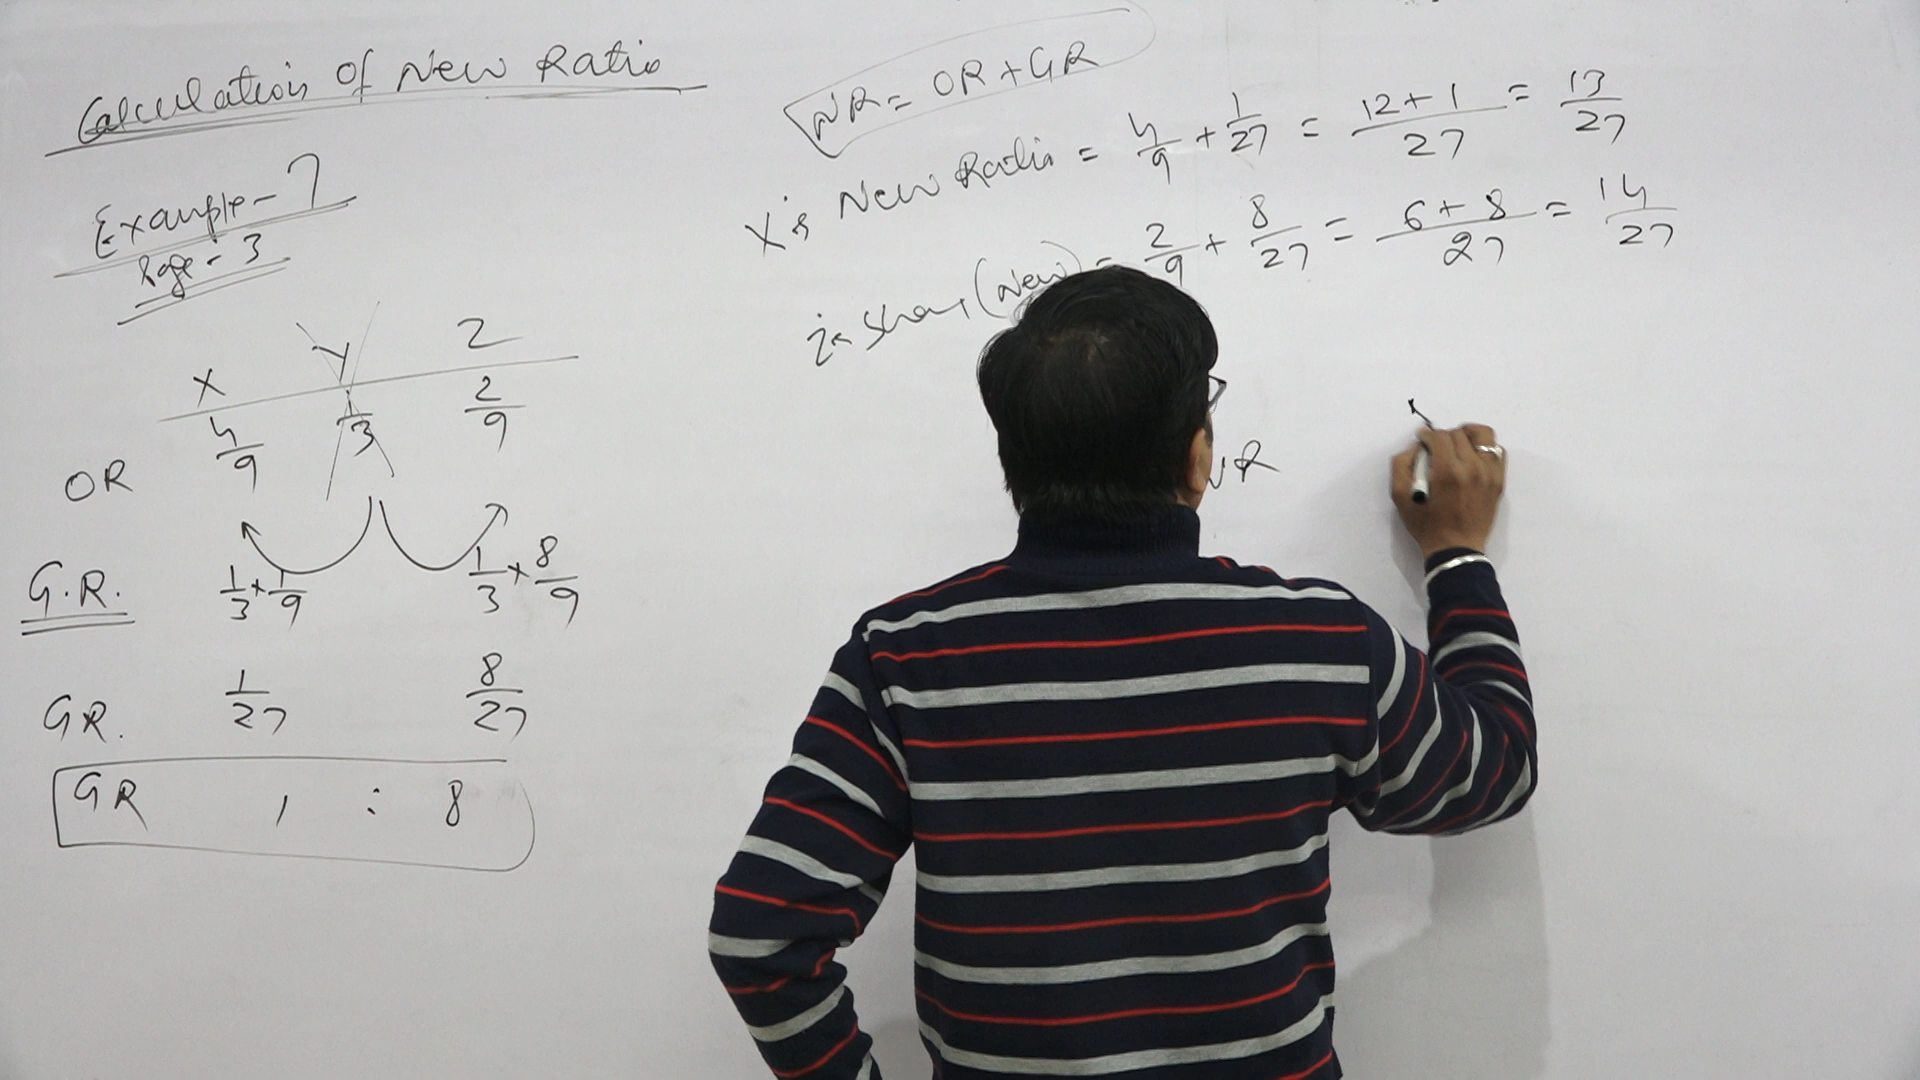 Calculation Of New Ratio
Example - 7
Page - 3
X Y Z
OR 4/9 1/3 2/9
G.R. 1/3 × 1/9 1/3 × 8/9
GR. 1/27 8/27
GR 1 : 8
NR = OR + GR
X's New Ratio = 4/9 + 1/27 = 12 + 1/27 = 13/27
Z's Share (New) = 2/9 + 8/27 = 6 + 8/27 = 14/27
R